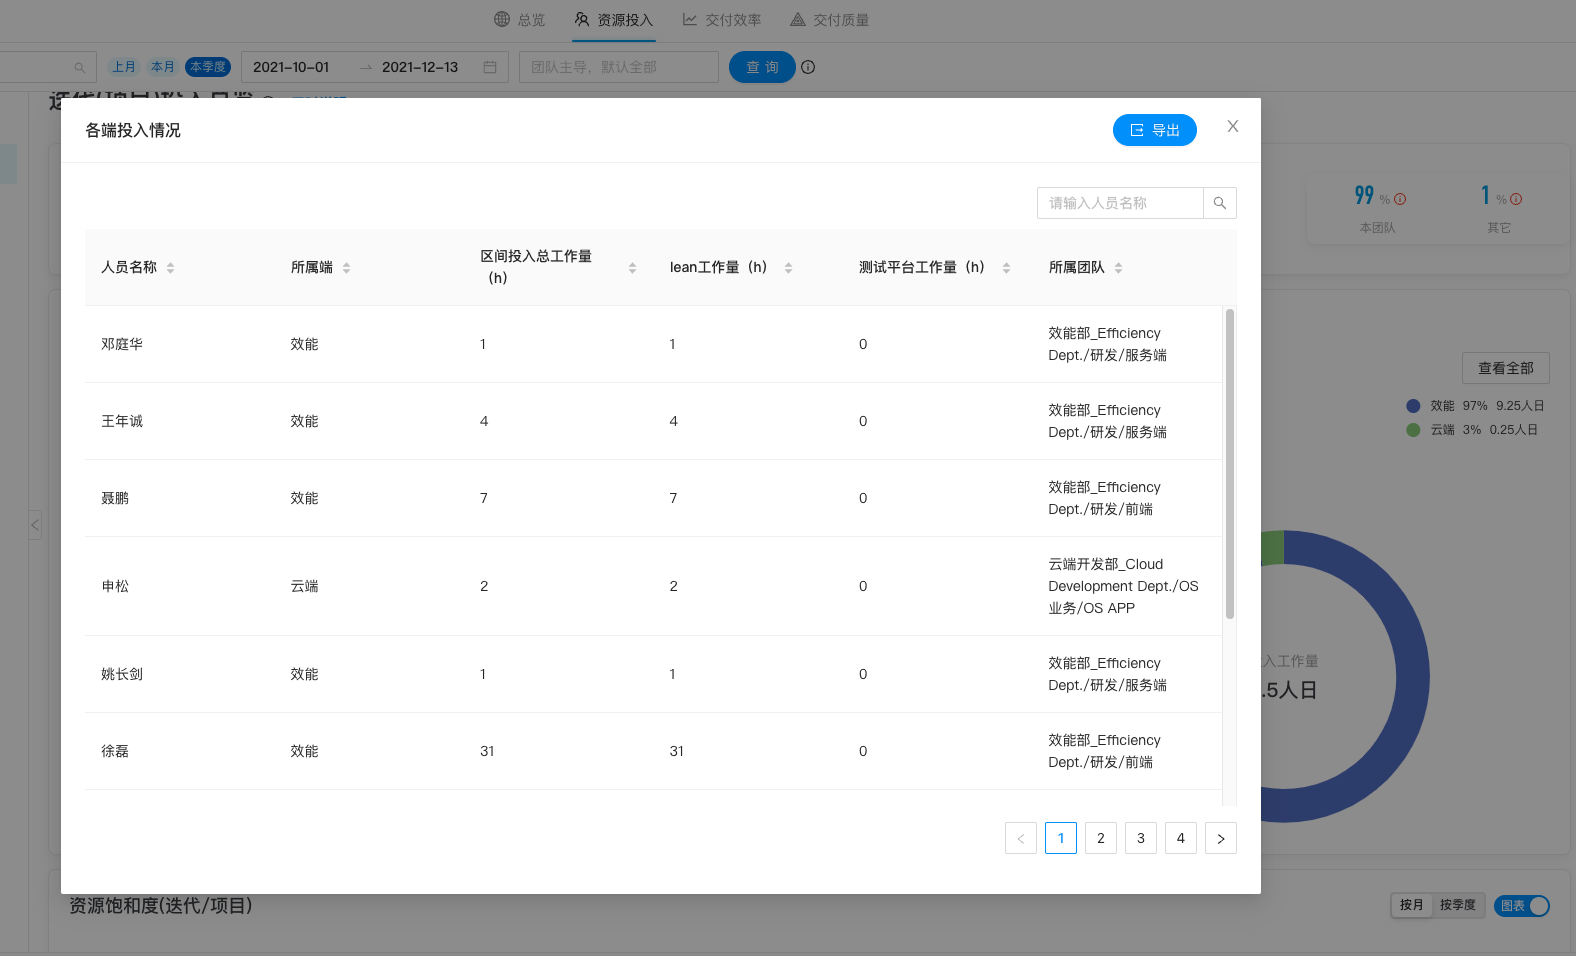 总览
资源投入
交付效率
交付质量
上月
本月
本季度
2021-10-01
2021-12-13
团队主导，默认全部
查 询
各端投入情况
导出
请输入人员名称
人员名称
所属端
区间投入总工作量
（h）
lean工作量（h）
测试平台工作量（h）
所属团队
邓庭华
效能
1
1
0
效能部_Efficiency
Dept./研发/服务端
王年诚
效能
4
4
0
效能部_Efficiency
Dept./研发/服务端
聂鹏
效能
7
7
0
效能部_Efficiency
Dept./研发/前端
申松
云端
2
2
0
云端开发部_Cloud
Development Dept./OS
业务/OS APP
姚长剑
效能
1
1
0
效能部_Efficiency
Dept./研发/服务端
徐磊
效能
31
31
0
效能部_Efficiency
Dept./研发/前端
1
2
3
4
99 %
本团队
1 %
其它
查看全部
效能 97% 9.25人日
云端 3% 0.25人日
入工作量
.5人日
资源饱和度(迭代/项目)
按月
按季度
图表